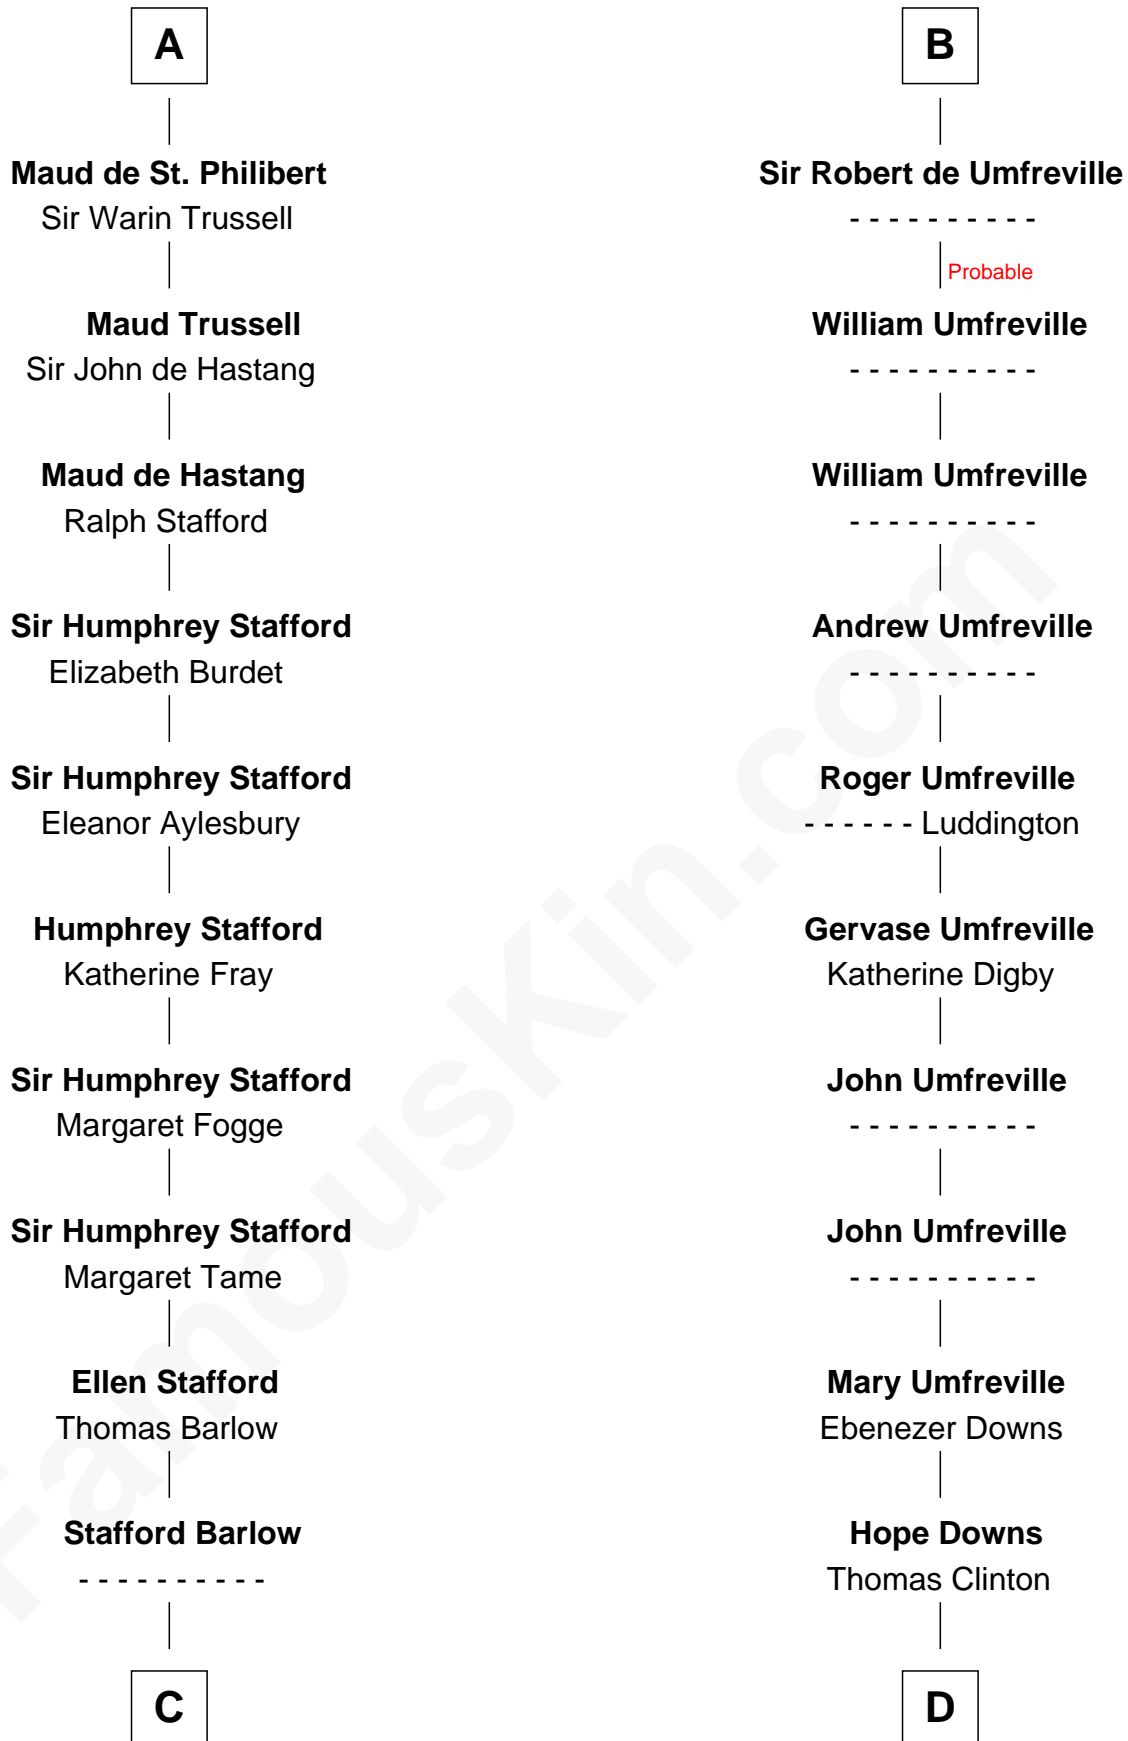 A
Maud de St. Philibert
Sir Warin Trussell
Maud Trussell
Sir John de Hastang
Maud de Hastang
Ralph Stafford
Sir Humphrey Stafford
Elizabeth Burdet
Sir Humphrey Stafford
Eleanor Aylesbury
Humphrey Stafford
Katherine Fray
Sir Humphrey Stafford
Margaret Fogge
Sir Humphrey Stafford
Margaret Tame
Ellen Stafford
Thomas Barlow
Stafford Barlow
- - - - - - - - - -
C
B
Sir Robert de Umfreville
- - - - - - - - - -
Probable
William Umfreville
- - - - - - - - - -
William Umfreville
- - - - - - - - - -
Andrew Umfreville
- - - - - - - - - -
Roger Umfreville
- - - - - - Luddington
Gervase Umfreville
Katherine Digby
John Umfreville
- - - - - - - - - -
John Umfreville
- - - - - - - - - -
Mary Umfreville
Ebenezer Downs
Hope Downs
Thomas Clinton
D
FamousKin.com